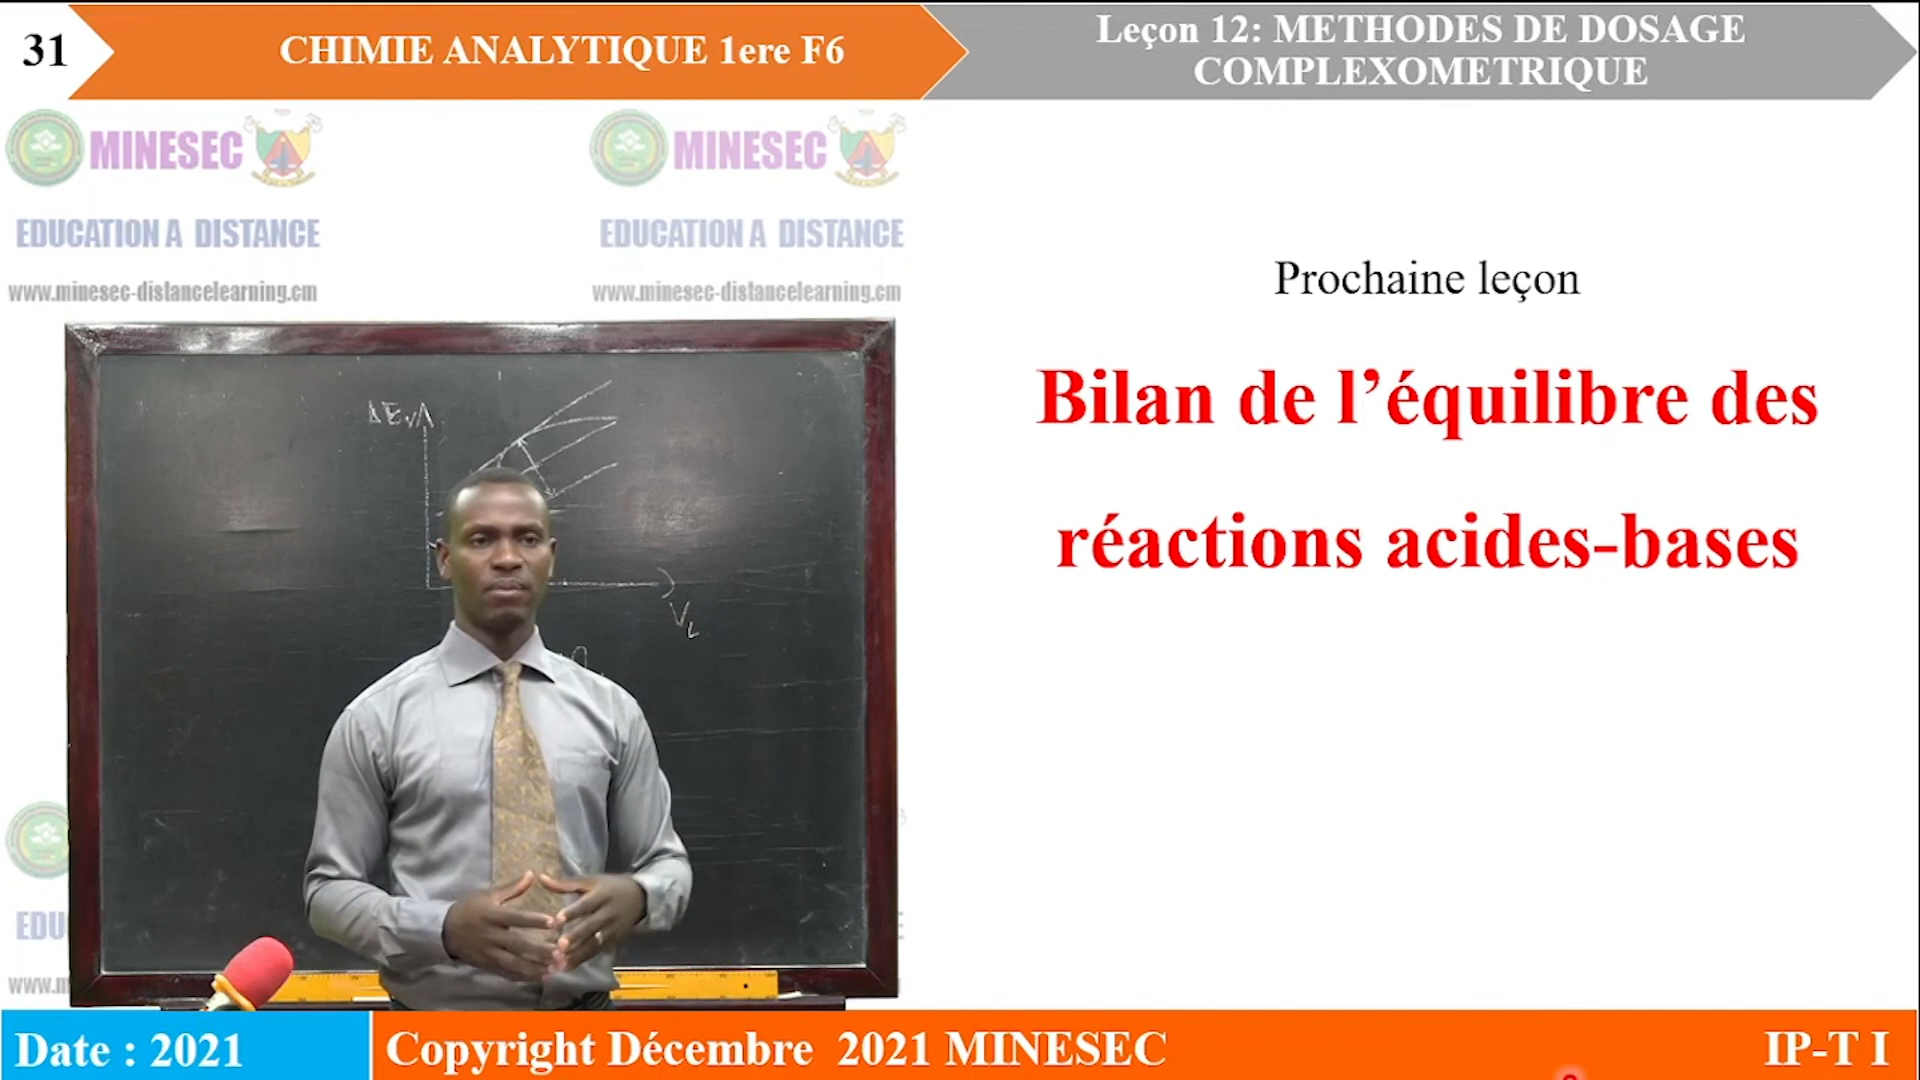 31
CHIMIE ANALYTIQUE 1ere F6
Leçon 12: METHODES DE DOSAGE
COMPLEXOMETRIQUE
MINESEC
EDUCATION A DISTANCE
www.minesec-distancelearning.cm
MINESEC
EDUCATION A DISTANCE
www.minesec-distancelearning.cm
Prochaine leçon
Bilan de l’équilibre des
réactions acides-bases
V
EDU
www.m
Date : 2021
Copyright Décembre 2021 MINESEC
IP-T I